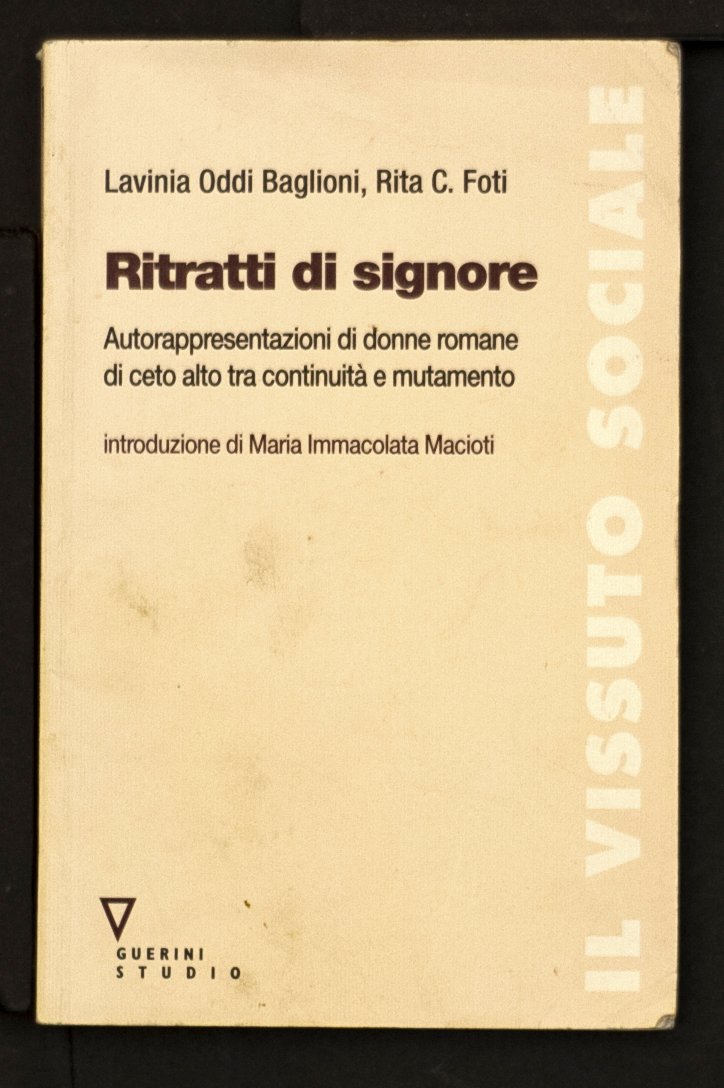 Lavinia Oddi Baglioni, Rita C. Foti
Ritratti di signore
Autorappresentazioni di donne romane
di ceto alto tra continuità e mutamento
introduzione di Maria Immacolata Macioti
IL VISSUTO SOCIALE
GUERINI
STUDIO